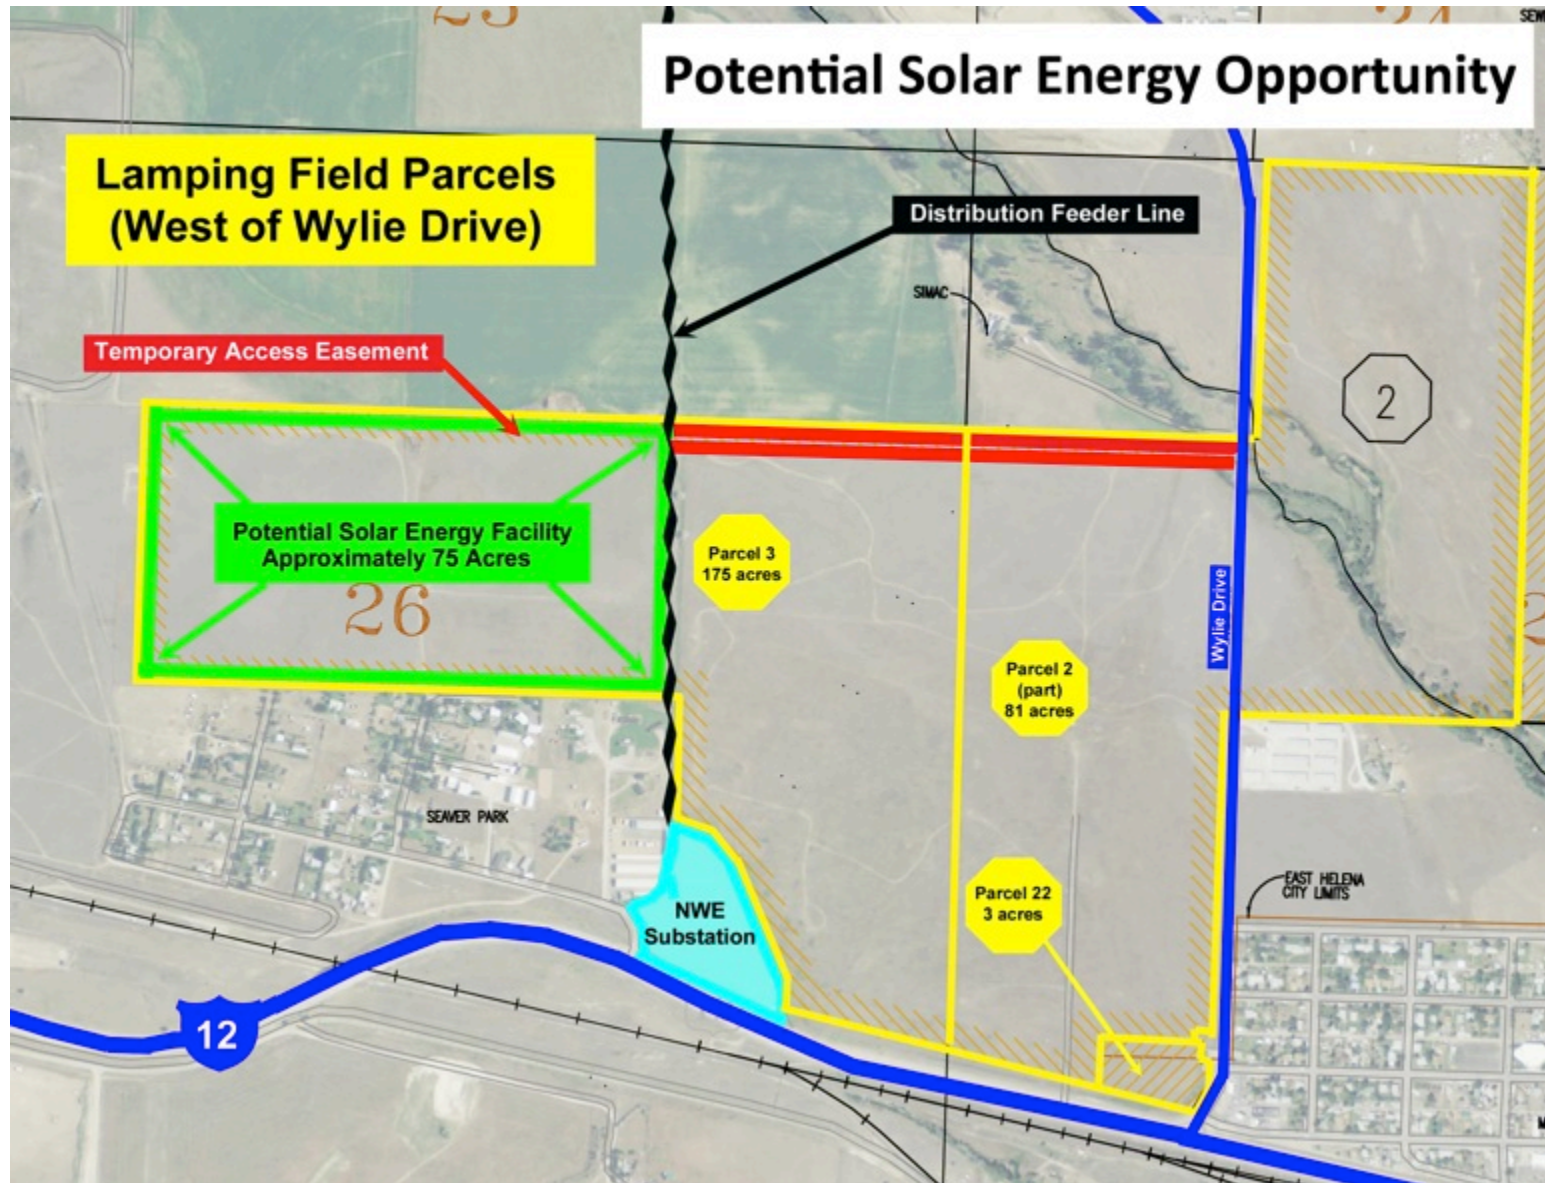 Potential Solar Energy Opportunity
Lamping Field Parcels
(West of Wylie Drive)
Distribution Feeder Line
SIMAC
Temporary Access Easement
2
Potential Solar Energy Facility
Approximately 75 Acres
26
Parcel 3
175 acres
Wylie Drive
Parcel 2
(part)
81 acres
SEAVER PARK
EAST HELENA
CITY LIMITS
Parcel 22
3 acres
NWE
Substation
12